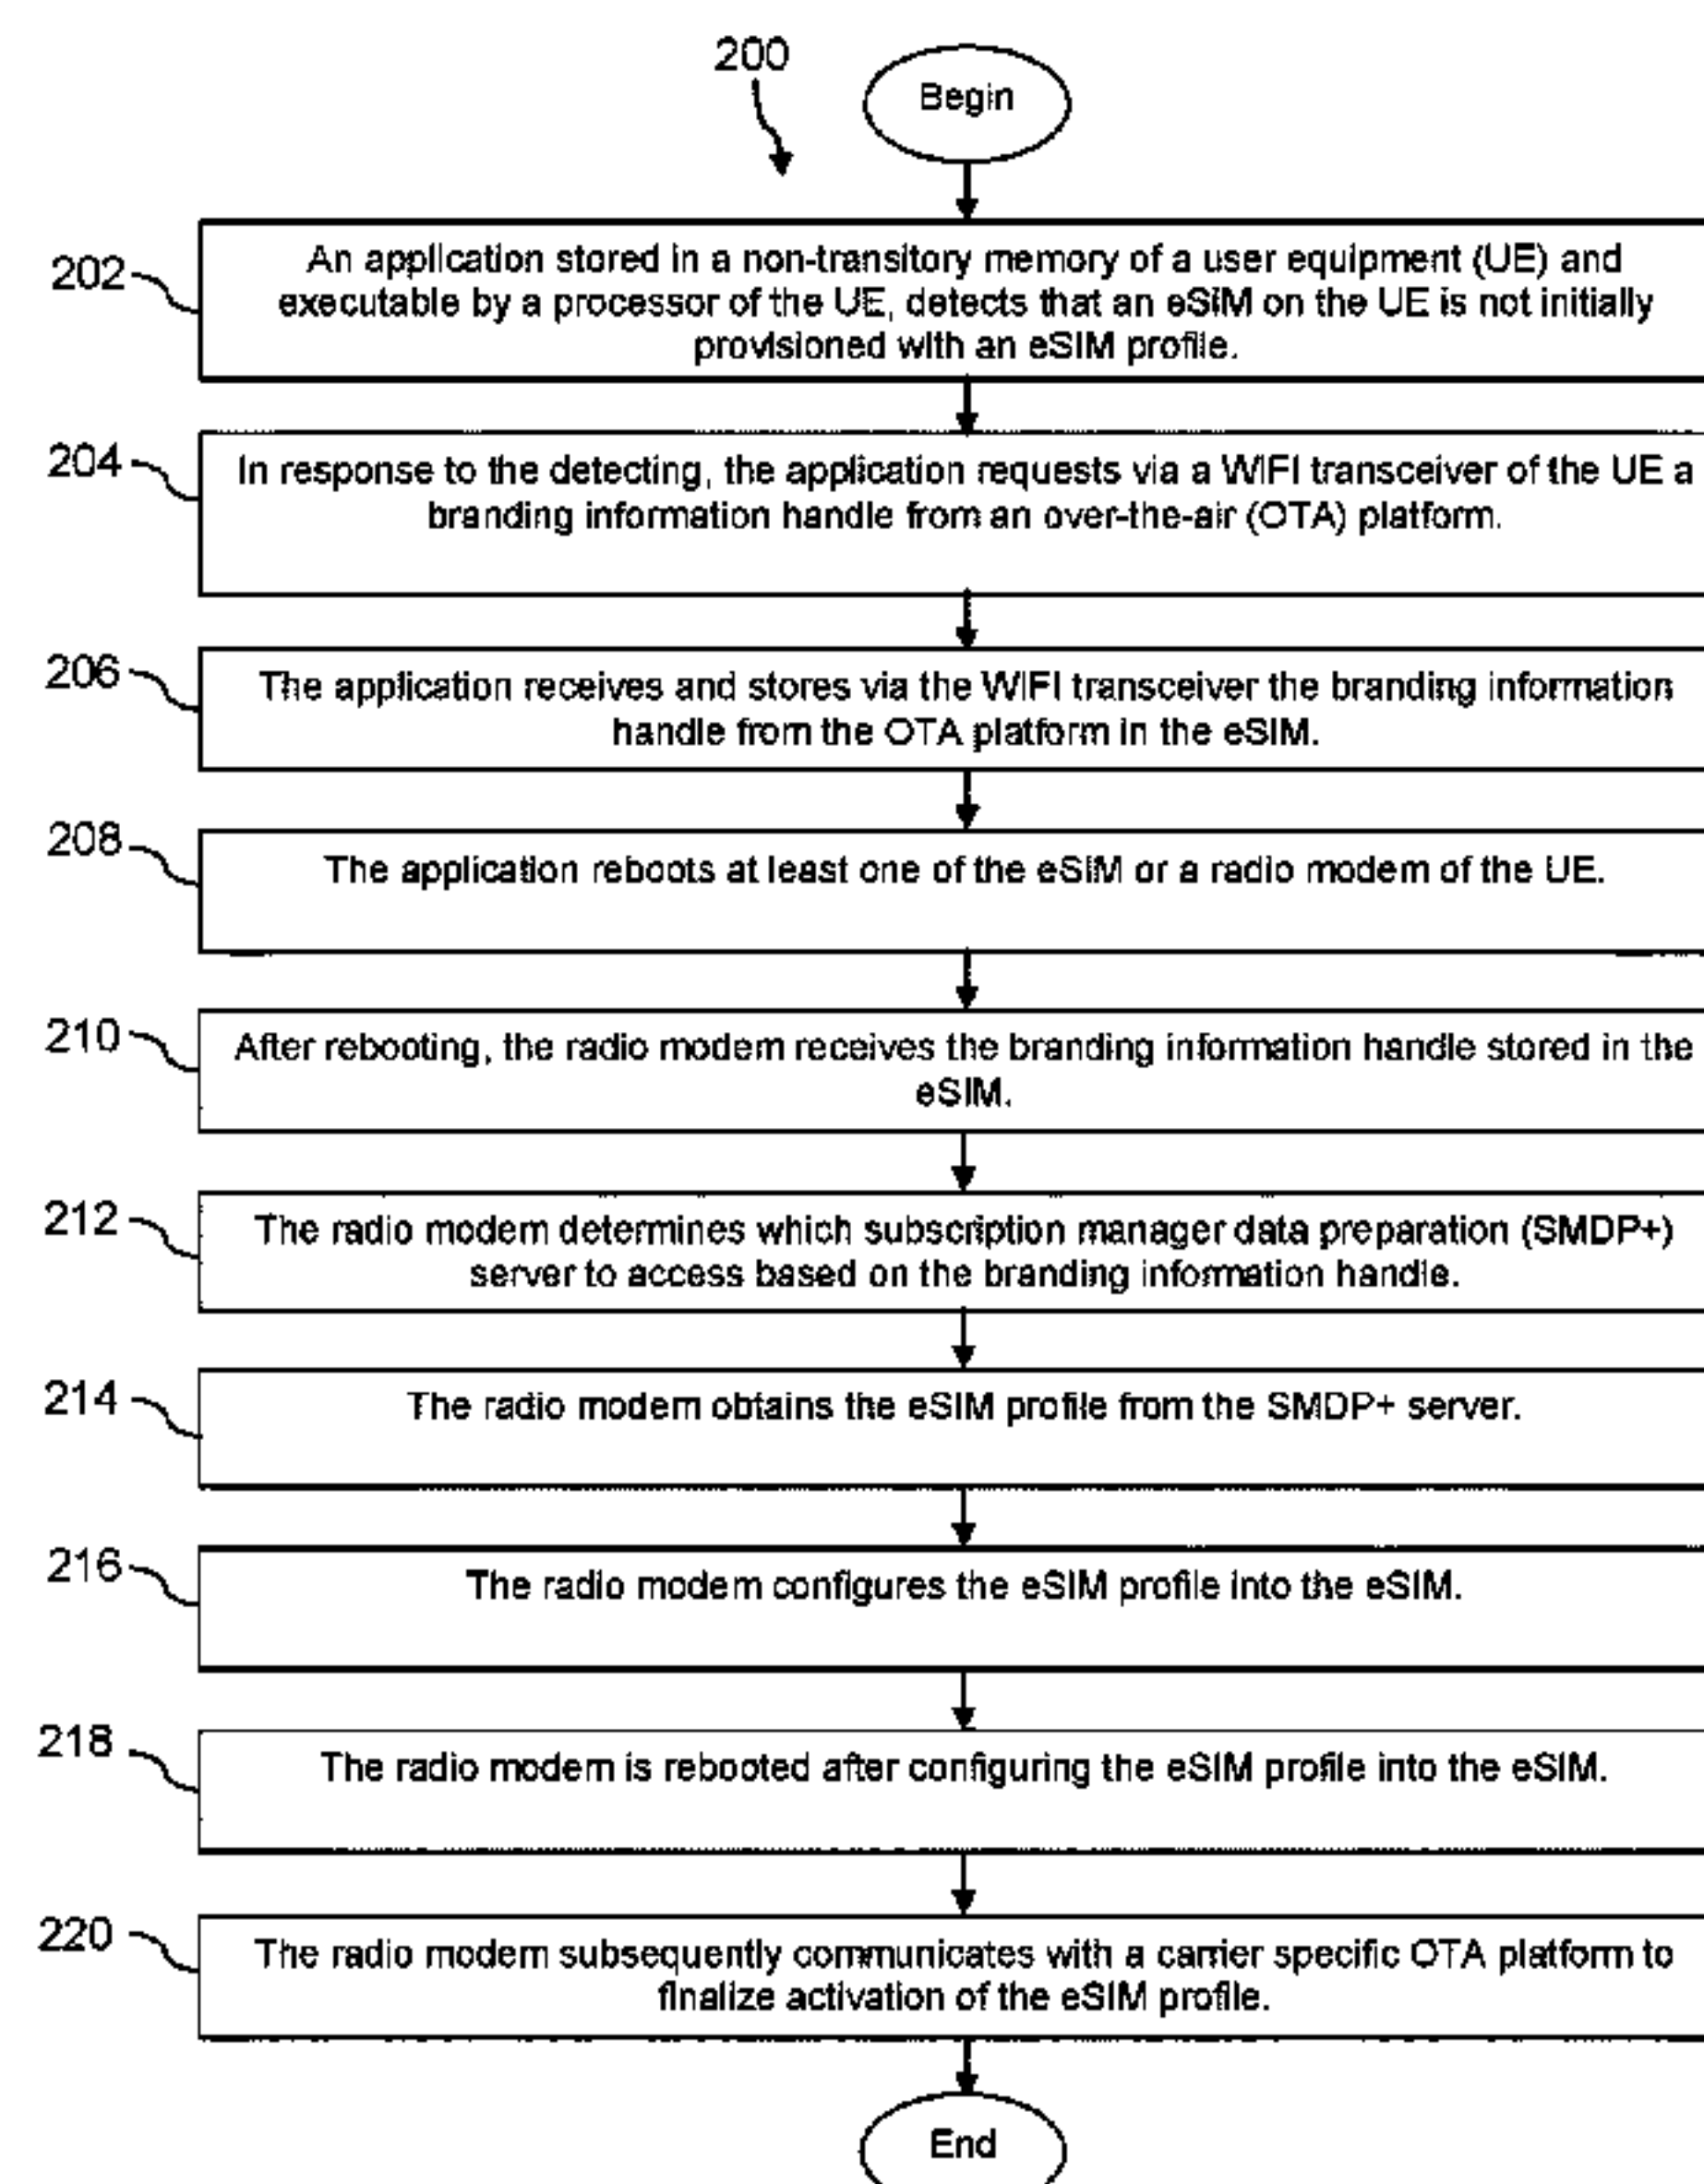 200
Begin
202
An application stored in a non-transitory memory of a user equipment (UE) and
executable by a processor of the UE, detects that an eSIM on the UE is not initially
provisioned with an eSIM profile.
204
In response to the detecting, the application requests via a WIFI transceiver of the UE a
branding information handle from an over-the-air (OTA) platform.
206
The application receives and stores via the WIFI transceiver the branding information
handle from the OTA platform in the eSIM.
208
The application reboots at least one of the eSIM or a radio modem of the UE.
210
After rebooting, the radio modem receives the branding information handle stored in the
eSIM.
212
The radio modem determines which subscription manager data preparation (SMDP+)
server to access based on the branding information handle.
214
The radio modem obtains the eSIM profile from the SMDP+ server.
216
The radio modem configures the eSIM profile into the eSIM.
218
The radio modem is rebooted after configuring the eSIM profile into the eSIM.
220
The radio modem subsequently communicates with a carrier specific OTA platform to
finalize activation of the eSIM profile.
End